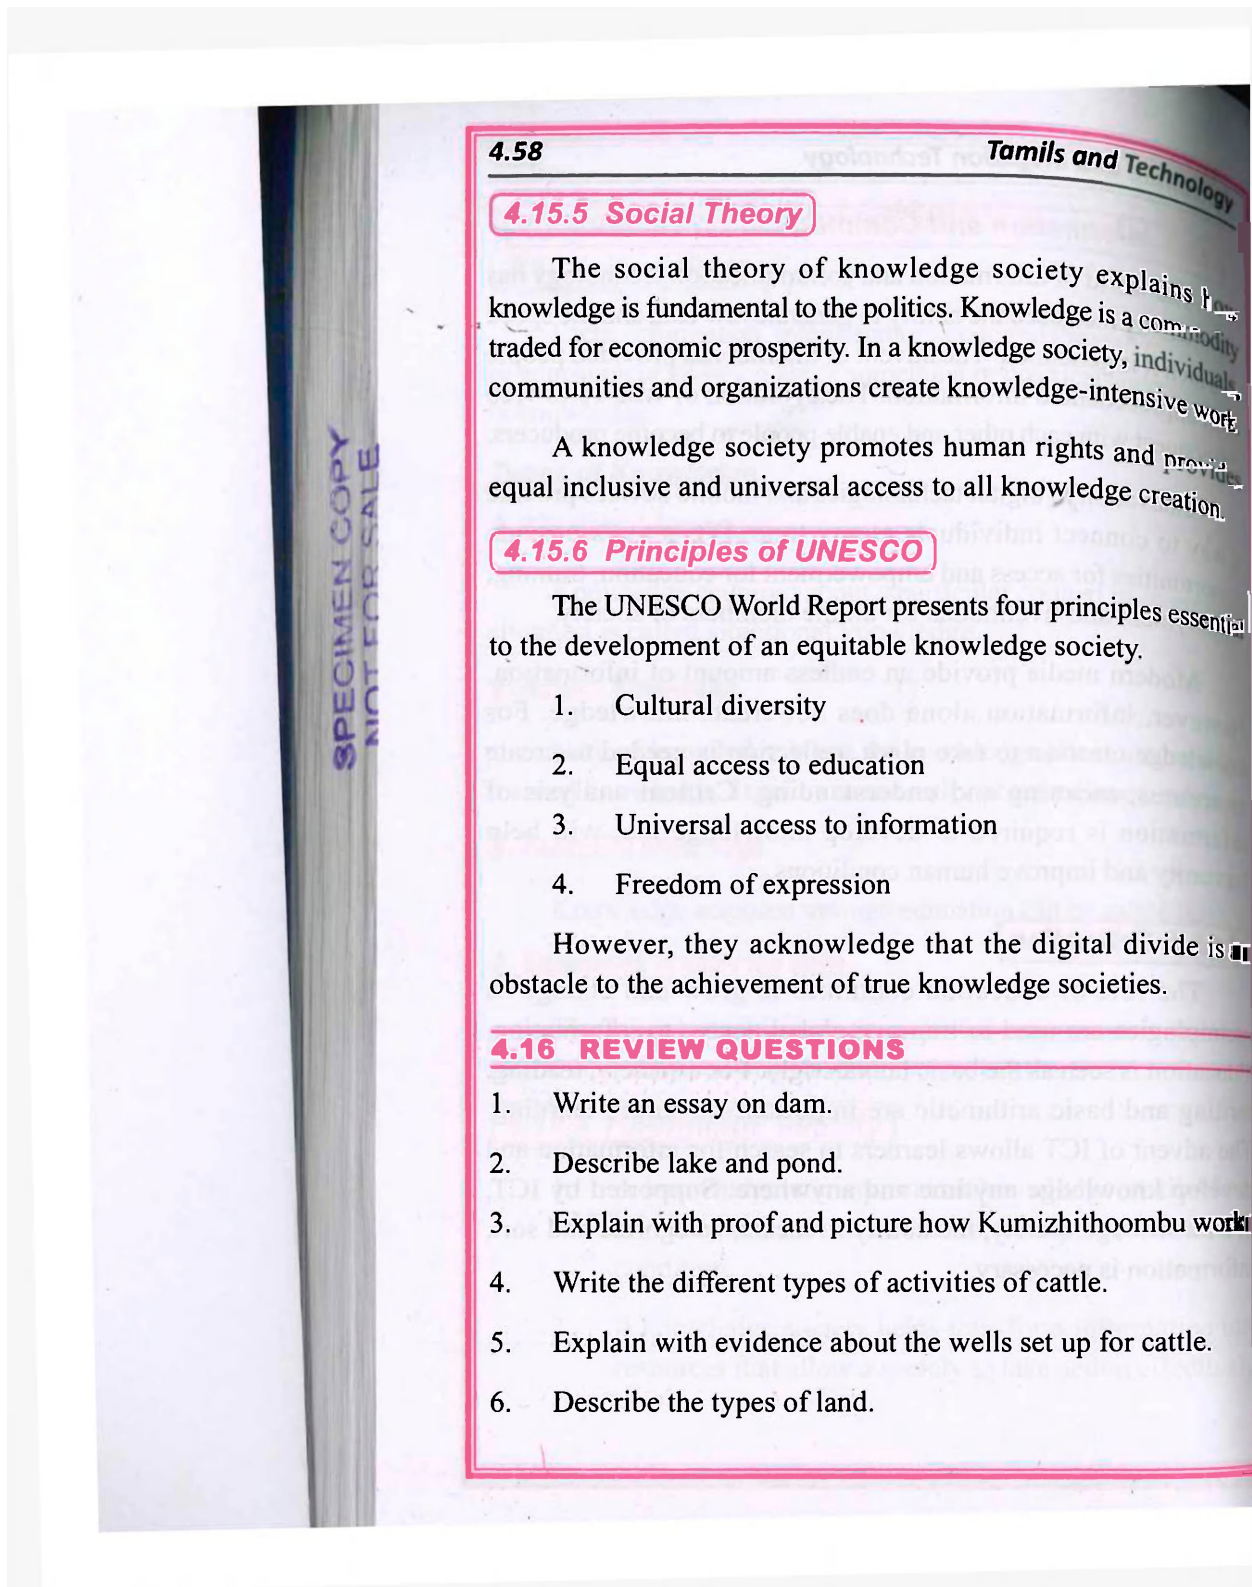 4.58 Tamils and Technology
4.15.5 Social Theory
The social theory of knowledge society explains how
knowledge is fundamental to the politics. Knowledge is a commodity
traded for economic prosperity. In a knowledge society, individuals,
communities and organizations create knowledge-intensive work.
A knowledge society promotes human rights and provides
equal inclusive and universal access to all knowledge creation.
4.15.6 Principles of UNESCO
The UNESCO World Report presents four principles essential
to the development of an equitable knowledge society.
1. Cultural diversity
2. Equal access to education
3. Universal access to information
4. Freedom of expression
However, they acknowledge that the digital divide is
obstacle to the achievement of true knowledge societies.
4.16 REVIEW QUESTIONS
1. Write an essay on dam.
2. Describe lake and pond.
3. Explain with proof and picture how Kumizhithoombu
4. Write the different types of activities of cattle.
5. Explain with evidence about the wells set up for cattle.
6. Describe the types of land.
SPECIMEN COPY
NOT FOR SALE